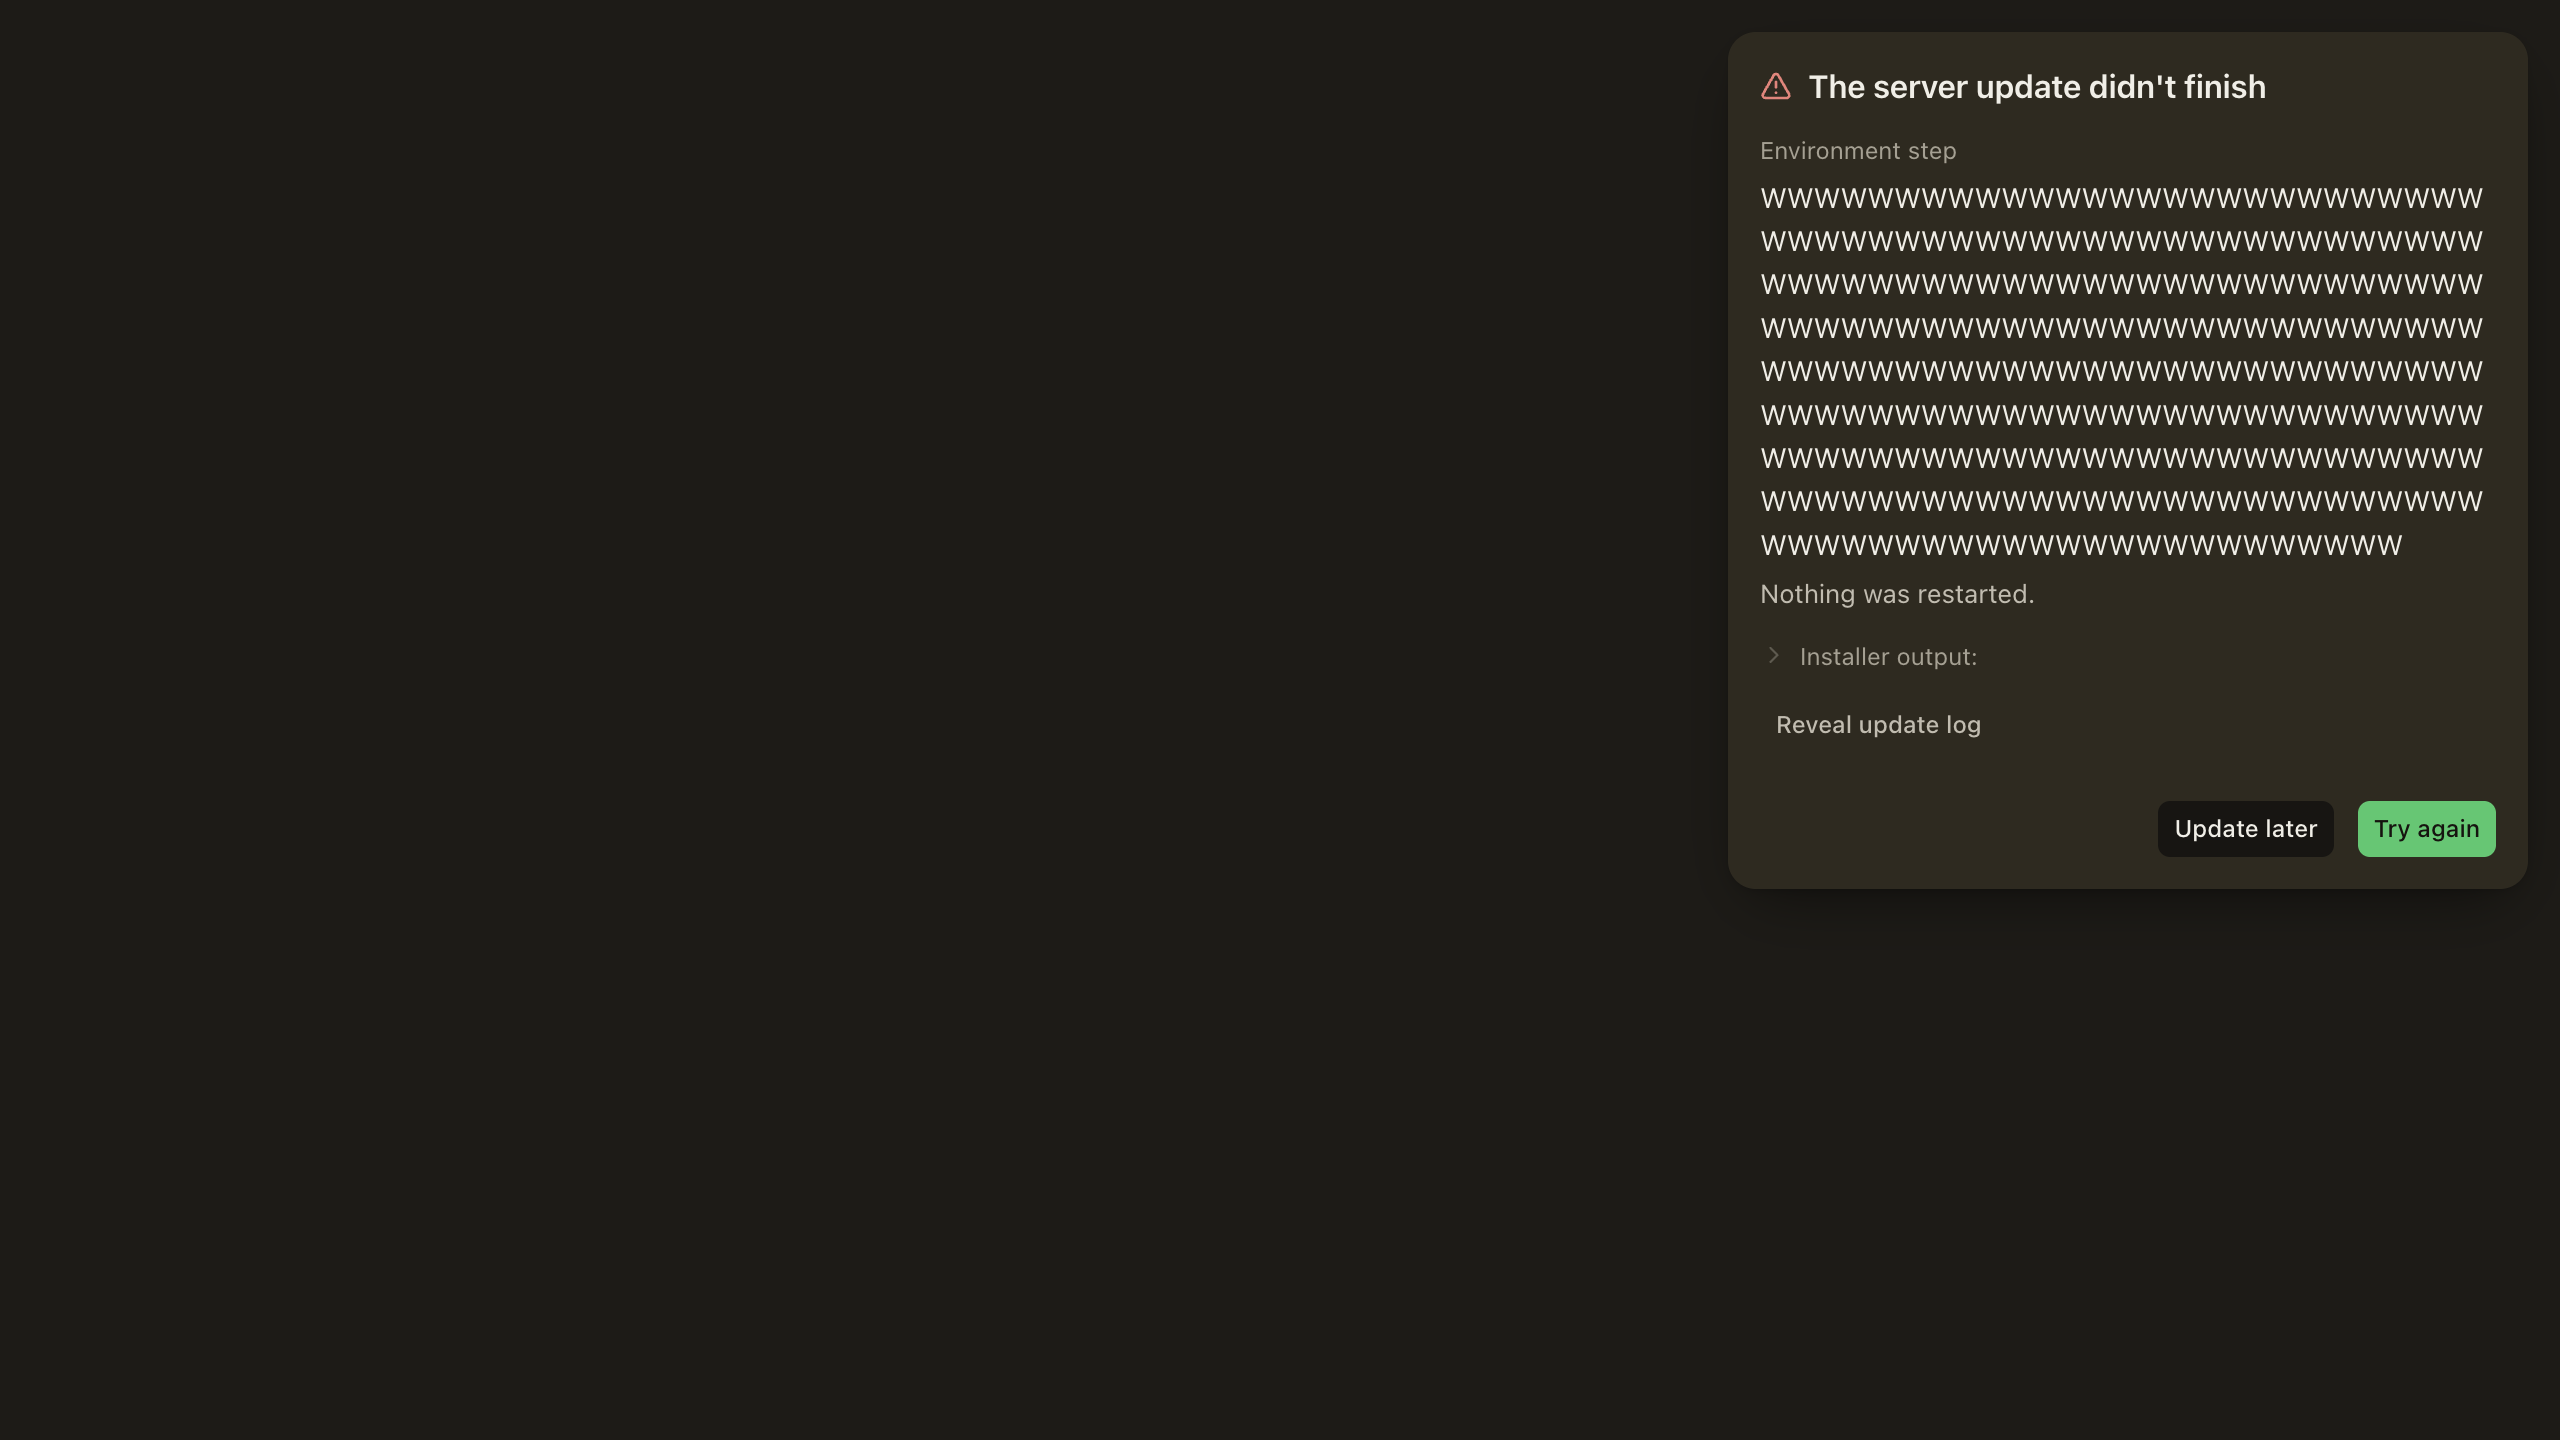 The server update didn't finish
Environment step
WWWWWWWWWWWWWWWWWWWWWWWWWWW
WWWWWWWWWWWWWWWWWWWWWWWWWWW
WWWWWWWWWWWWWWWWWWWWWWWWWWW
WWWWWWWWWWWWWWWWWWWWWWWWWWW
WWWWWWWWWWWWWWWWWWWWWWWWWWW
WWWWWWWWWWWWWWWWWWWWWWWWWWW
WWWWWWWWWWWWWWWWWWWWWWWWWWW
WWWWWWWWWWWWWWWWWWWWWWWWWWW
WWWWWWWWWWWWWWWWWWWWWWWW
Nothing was restarted.
Installer output:
Reveal update log
Update later
Try again